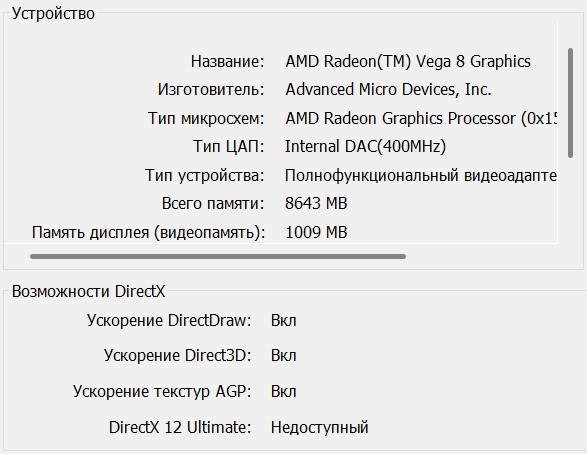 Устройство
Название: AMD Radeon(TM) Vega 8 Graphics
Изготовитель: Advanced Micro Devices, Inc.
Тип микросхем: AMD Radeon Graphics Processor (0x15
Тип ЦАП: Internal DAC(400MHz)
Тип устройства: Полнофункциональный видеоадапте
Всего памяти: 8643 MB
Память дисплея (видеопамять): 1009 MB
Возможности DirectX
Ускорение DirectDraw: Вкл
Ускорение Direct3D: Вкл
Ускорение текстур AGP: Вкл
DirectX 12 Ultimate: Недоступный